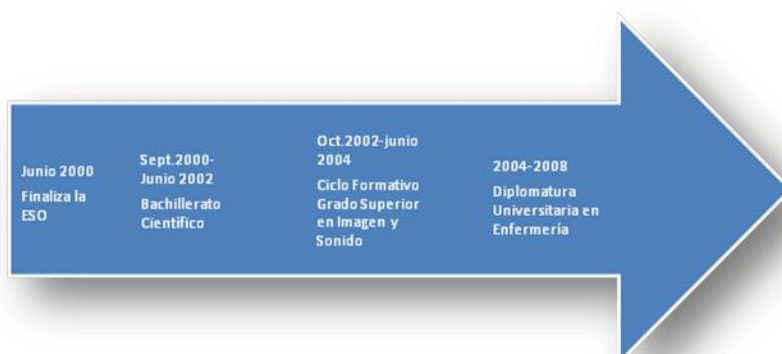 Junio 2000
Finaliza la
ESO
Sept.2000-
Junio 2002
Bachillerato
Científico
Oct.2002-junio
2004
Ciclo Formativo
Grado Superior
en Imagen y
Sonido
2004-2008
Diplomatura
Universitaria en
Enfermería